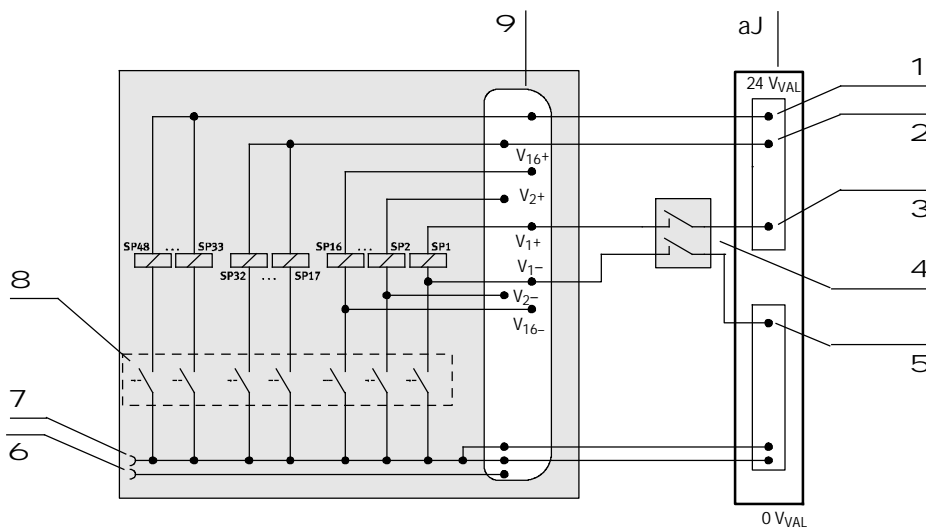 9
aJ
24 VVAL
1
2
V16+
V2+
3
V1+
SP48 ... SP33
SP16 ... SP2 SP1
V1–
4
SP32 ... SP17
8
V2–
V16–
5
7
6
0 VVAL